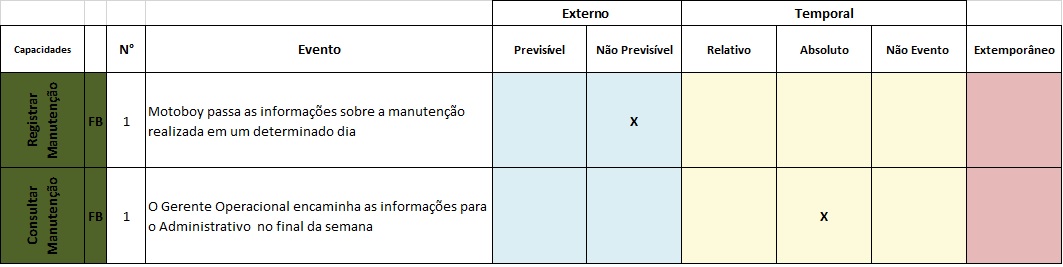 Externo Temporal
Capacidades N° Evento Previsível Não Previsível Relativo Absoluto Não Evento Extemporâneo
Registrar
Manutenção
FB
1
Motoboy passa as informações sobre a manutenção
realizada em um determinado dia
X
Consultar
Manutenção
FB
1
O Gerente Operacional encaminha as informações para
o Administrativo no final da semana
X